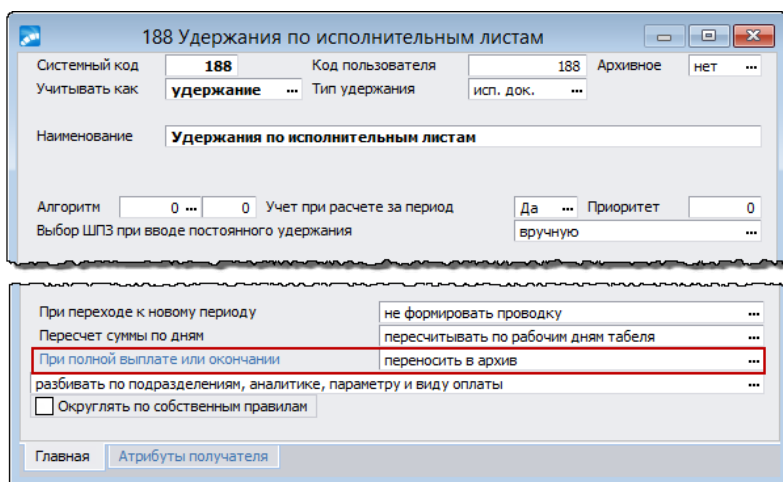 188 Удержания по исполнительным листам
Системный код 188 Код пользователя 188 Архивное нет ...
Учитывать как удержание ... Тип удержания исп. док. ...
Наименование Удержания по исполнительным листам
Алгоритм 0 ... 0 Учет при расчете за период Да ... Приоритет 0
Выбор ШПЗ при вводе постоянного удержания вручную ...
При переходе к новому периоду не формировать проводку ...
Пересчет суммы по дням пересчитывать по рабочим дням табеля ...
При полной выплате или окончании переносить в архив ...
разбивать по подразделениям, аналитике, параметру и виду оплаты ...
Округлять по собственным правилам
Главная Атрибуты получателя